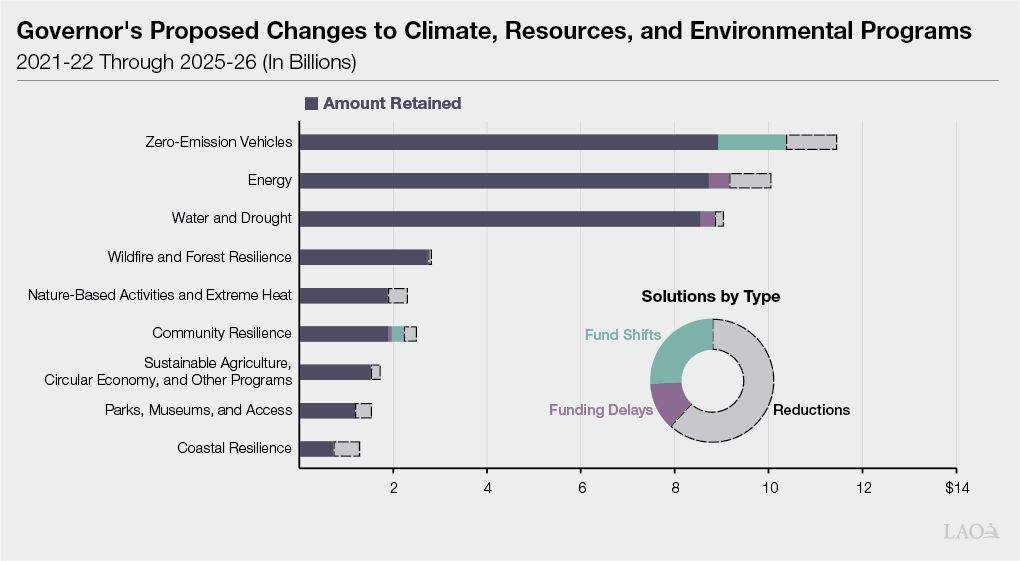 Governor's Proposed Changes to Climate, Resources, and Environmental Programs
2021-22 Through 2025-26 (In Billions)
Amount Retained
Zero-Emission Vehicles
Energy
Water and Drought
Wildfire and Forest Resilience
Nature-Based Activities and Extreme Heat
Community Resilience
Sustainable Agriculture,
Circular Economy, and Other Programs
Parks, Museums, and Access
Coastal Resilience
Solutions by Type
Fund Shifts
Funding Delays
Reductions
2 4 6 8 10 12 $14
LAO